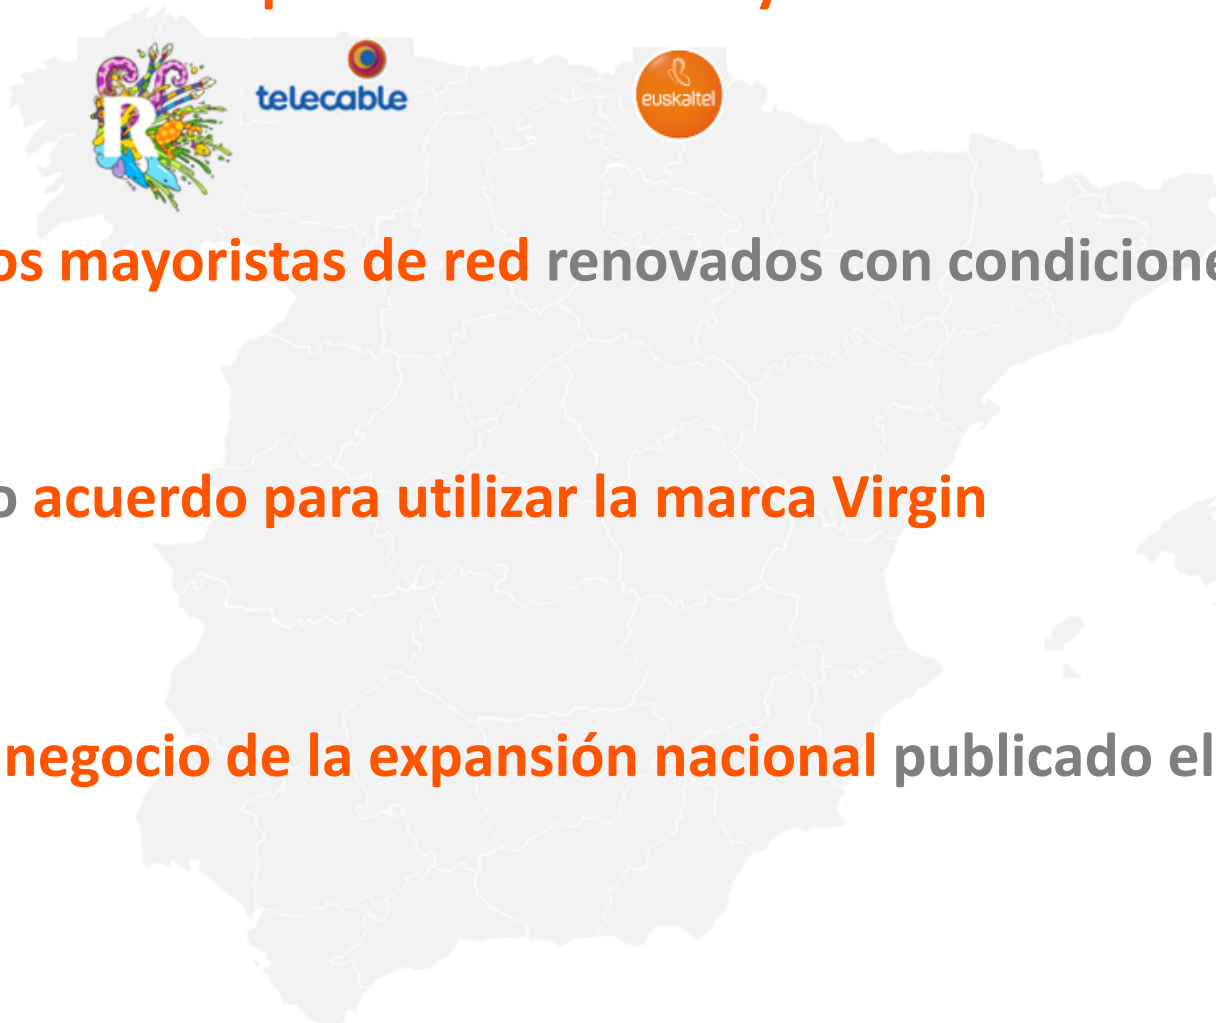 R
telecable
euskaltel
os mayoristas de red renovados con condicione
o acuerdo para utilizar la marca Virgin
negocio de la expansión nacional publicado el